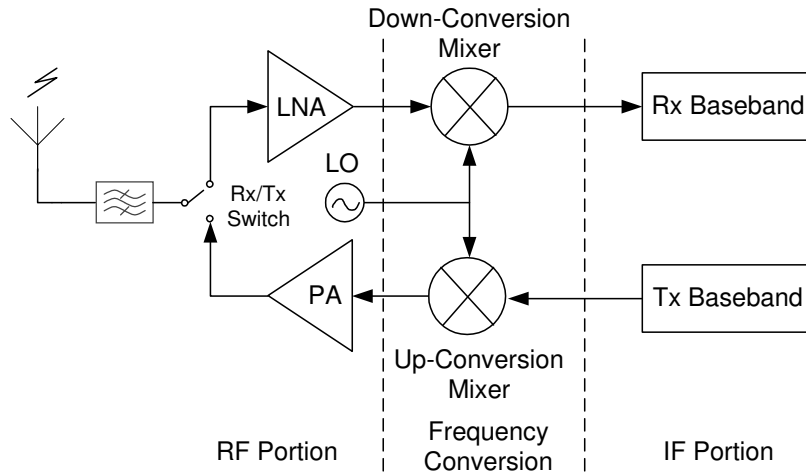 Down-Conversion
Mixer
LNA
Rx Baseband
LO
Rx/Tx
Switch
PA
Tx Baseband
Up-Conversion
Mixer
RF Portion
Frequency
Conversion
IF Portion